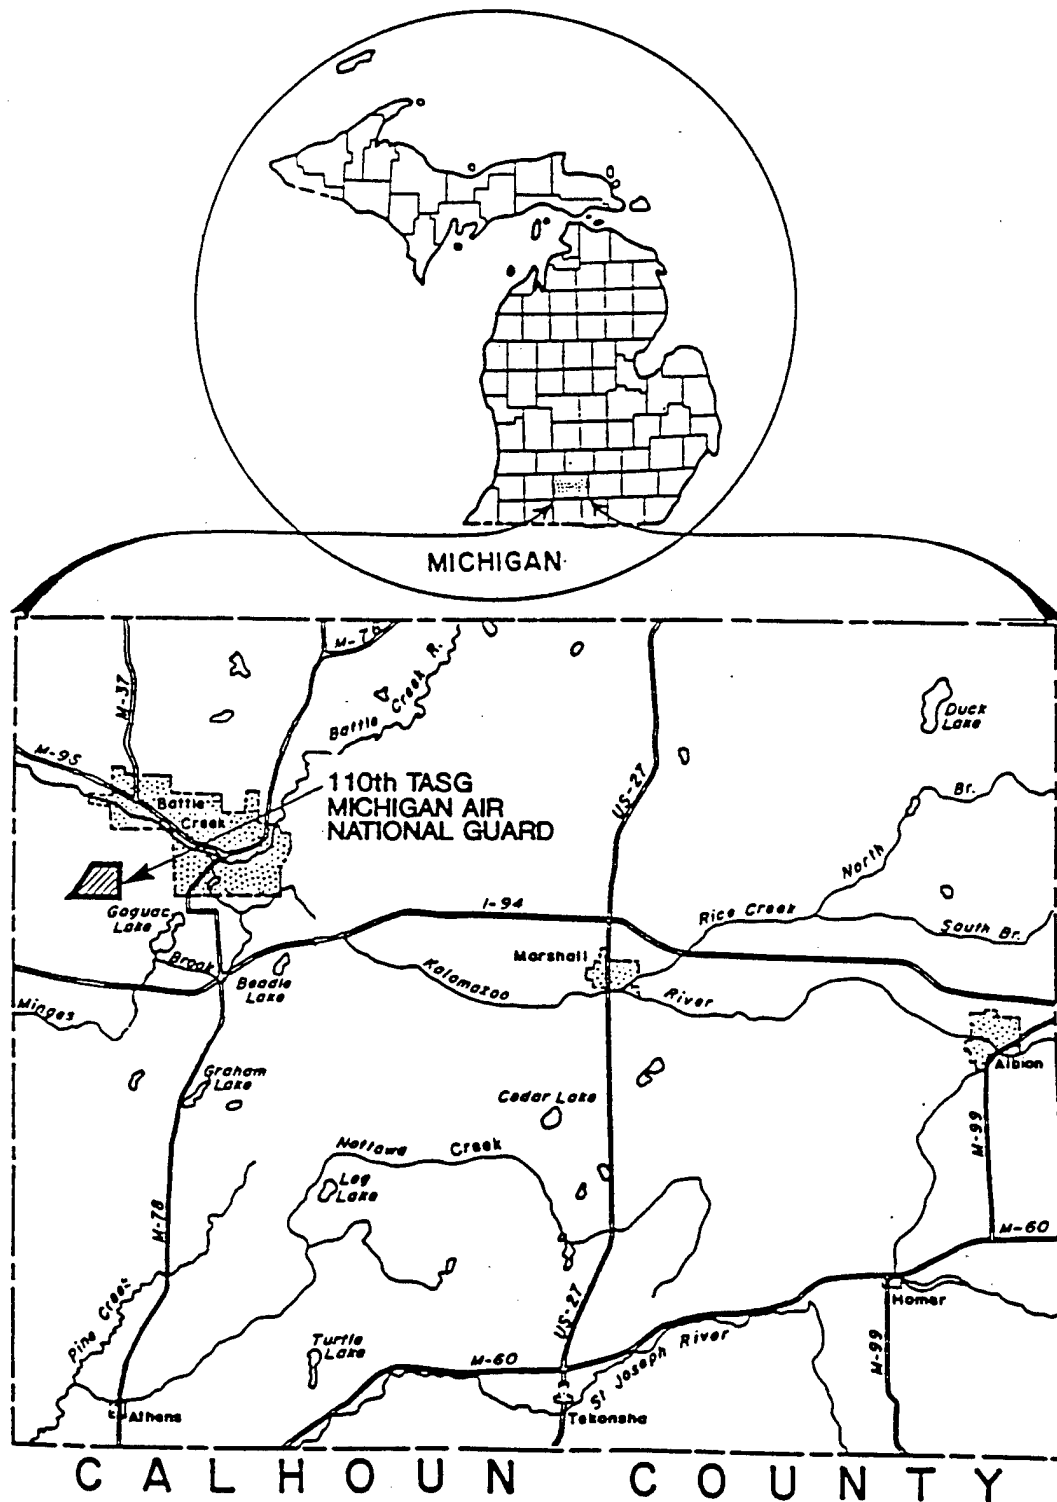 MICHIGAN
M-37
M-78
Battle Creek R.
M-95
Battle
Creek
110th TASG
MICHIGAN AIR
NATIONAL GUARD
US-27
Duck
Lake
North Br.
Goguac
Lake
I-94
Rice Creek
South Br.
Brook
Beadle
Lake
Marshall
Kalamazoo River
Minges
Graham
Lake
Albion
Cedar Lake
Nottawa Creek
Log
Lake
M-99
M-78
M-60
Pine Creek
US-27
Homer
Turtle
Lake
M-60
St Joseph River
M-99
Athens
Tekonsha
CALHOUN COUNTY